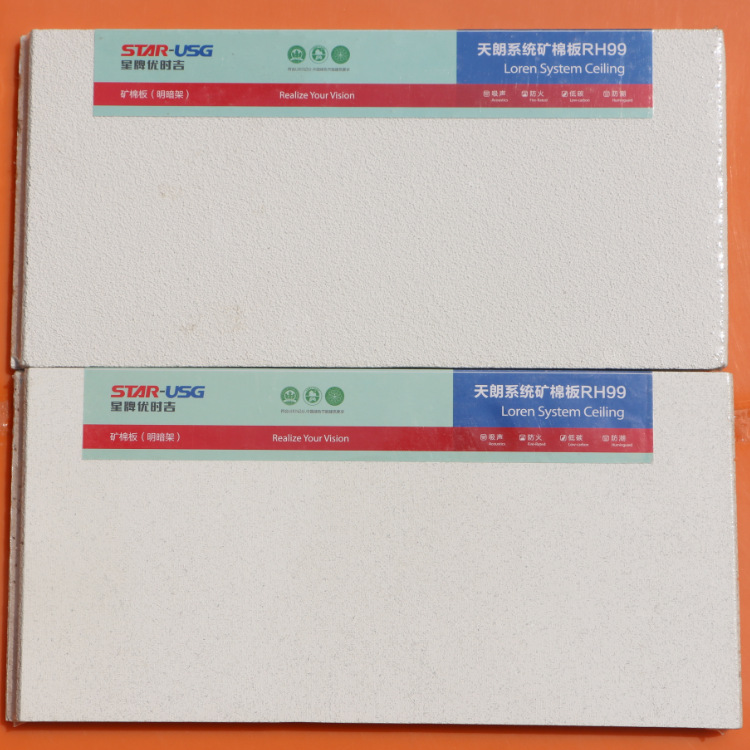 STAR-USG
星牌优时吉
天朗系统矿棉板RH99
Loren System Ceiling
矿棉板（明暗架）
Realize Your Vision
吸声
防火
低碳
防潮
STAR-USG
星牌优时吉
天朗系统矿棉板RH99
Loren System Ceiling
矿棉板（明暗架）
Realize Your Vision
吸声
防火
低碳
防潮